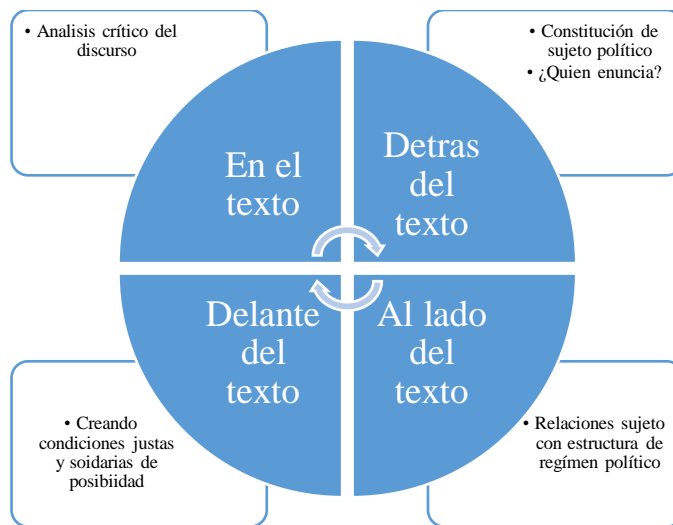 • Analisis crítico del
discurso
• Constitución de
sujeto político
• ¿Quien enuncia?
En el
texto
Detras
del
texto
Delante
del
texto
Al lado
del
texto
• Creando
condiciones justas
y soidarias de
posibiidad
• Relaciones sujeto
con estructura de
regímen político